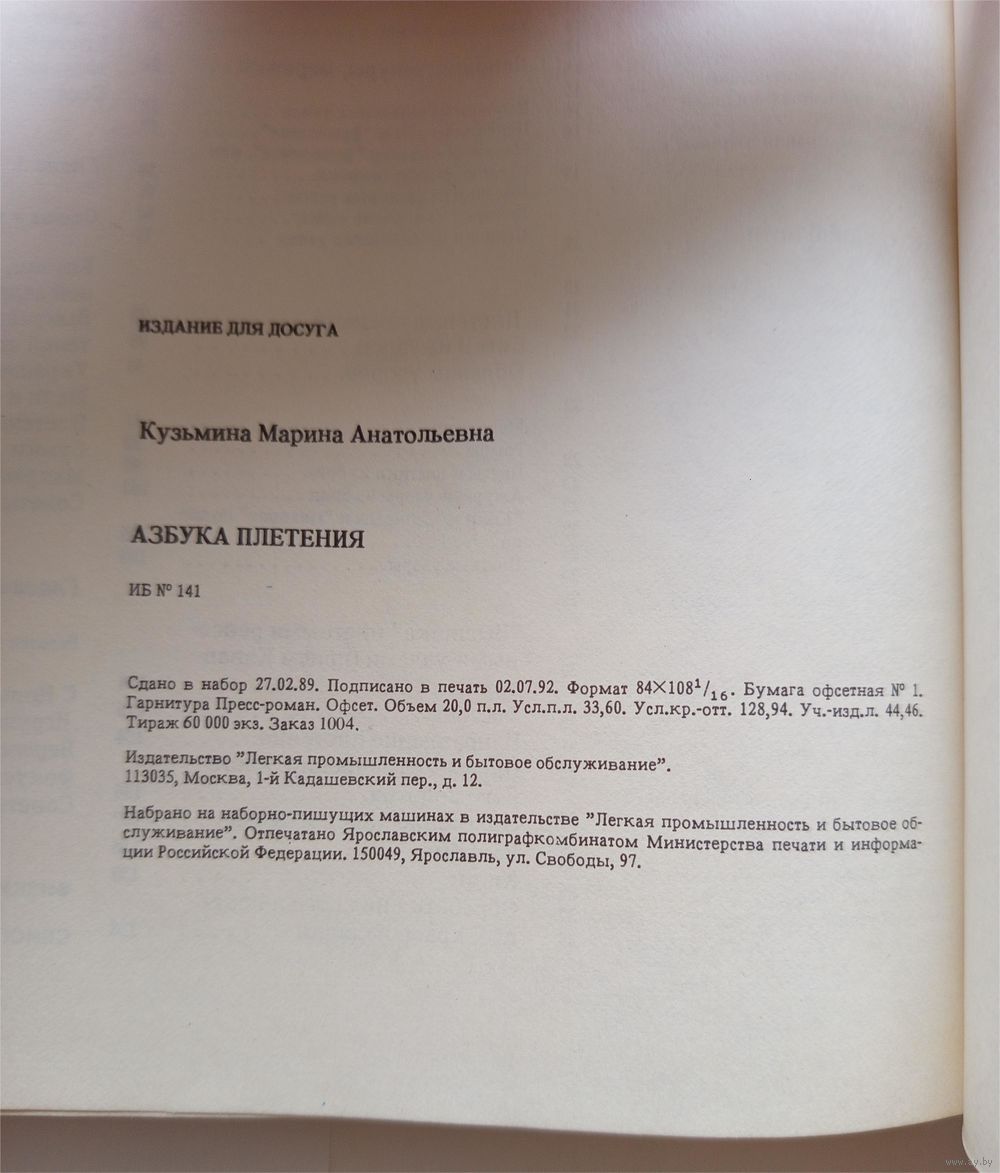 ИЗДАНИЕ ДЛЯ ДОСУГА
Кузьмина Марина Анатольевна
АЗБУКА ПЛЕТЕНИЯ
ИБ № 141
Сдано в набор 27.02.89. Подписано в печать 02.07.92. Формат 84×108¹/₁₆. Бумага офсетная № 1.
Гарнитура Пресс-роман. Офсет. Объем 20,0 п.л. Усл.п.л. 33,60. Усл.кр.-отт. 128,94. Уч.-изд.л. 44,46.
Тираж 60 000 экз. Заказ 1004.
Издательство ”Легкая промышленность и бытовое обслуживание”.
113035, Москва, 1-й Кадашевский пер., д. 12.
Набрано на наборно-пишущих машинах в издательстве ”Легкая промышленность и бытовое об-
служивание”. Отпечатано Ярославским полиграфкомбинатом Министерства печати и информа-
ции Российской Федерации. 150049, Ярославль, ул. Свободы, 97.
www.ay.by